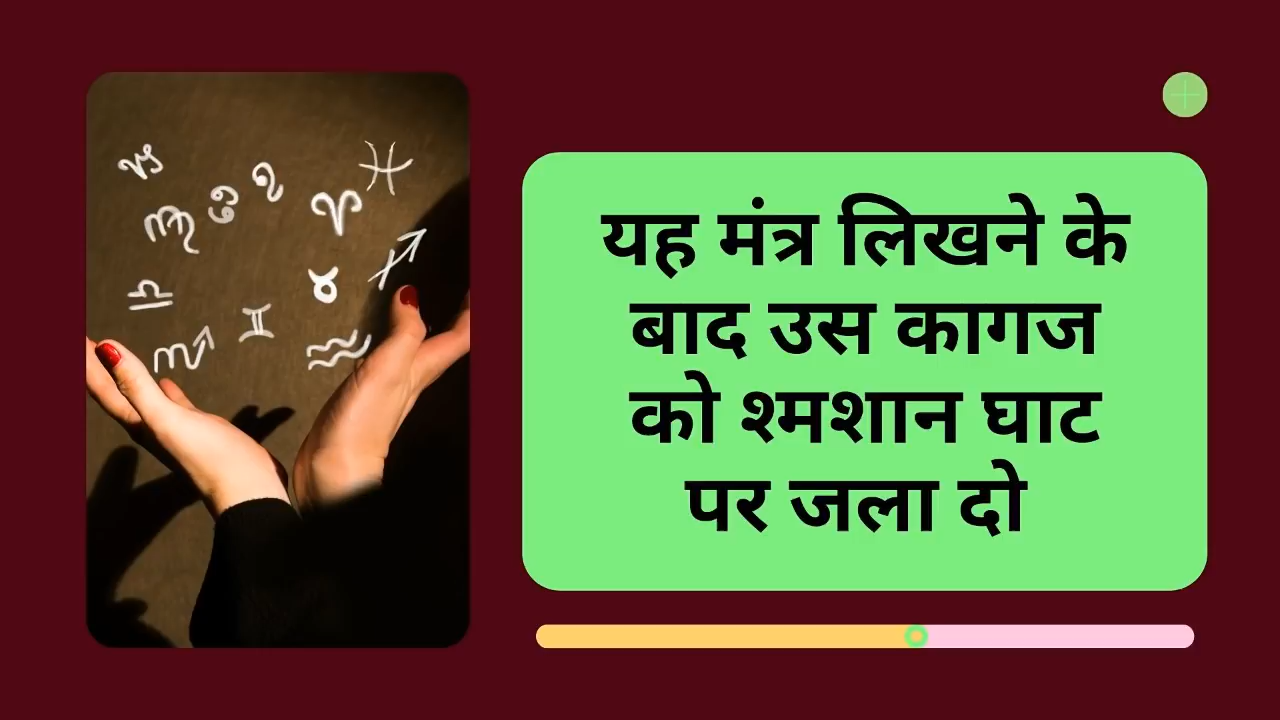 यह मंत्र लिखने के
बाद उस कागज
को श्मशान घाट
पर जला दो